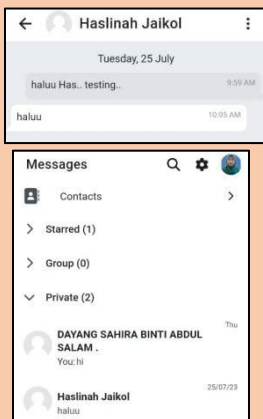 Haslinah Jaikol
Tuesday, 25 July
haluu Has.. testing..
9:59 AM
haluu
10:05 AM
Messages
Contacts
Starred (1)
Group (0)
Private (2)
Thu
DAYANG SAHIRA BINTI ABDUL
SALAM .
You: hi
25/07/23
Haslinah Jaikol
haluu